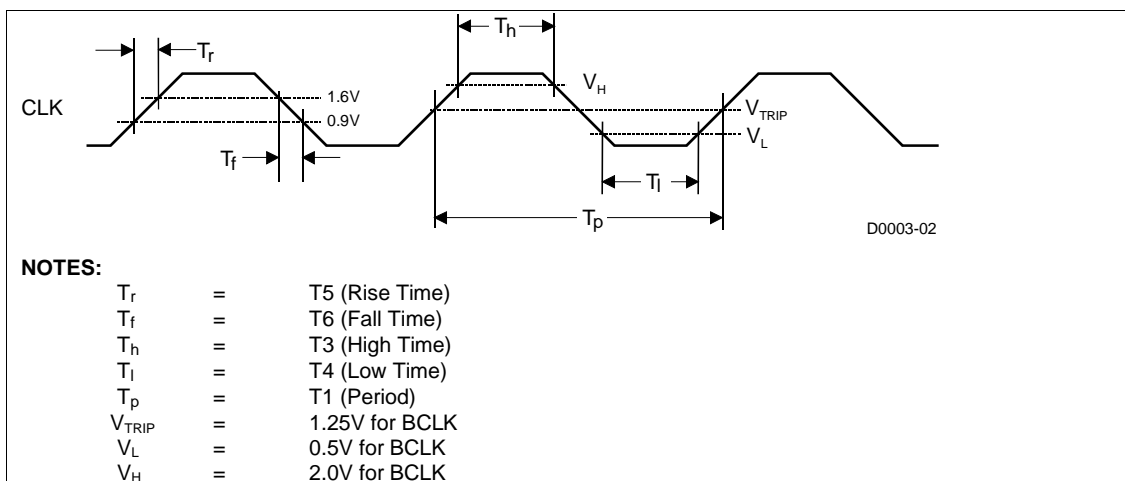 Th
Tr
VH
CLK
1.6V
VTRIP
0.9V
VL
Tf
Tl
Tp
D0003-02
NOTES:
Tr = T5 (Rise Time)
Tf = T6 (Fall Time)
Th = T3 (High Time)
Tl = T4 (Low Time)
Tp = T1 (Period)
VTRIP = 1.25V for BCLK
VL = 0.5V for BCLK
VH = 2.0V for BCLK